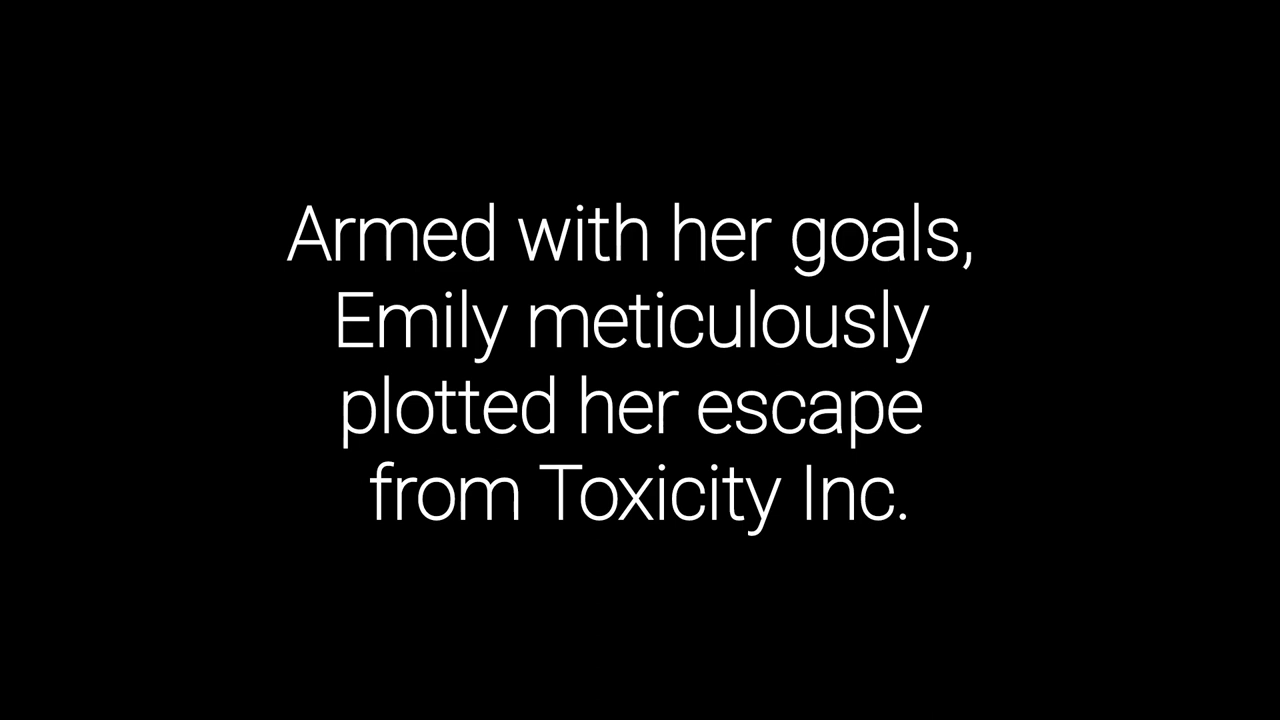 Armed with her goals,
Emily meticulously
plotted her escape
from Toxicity Inc.